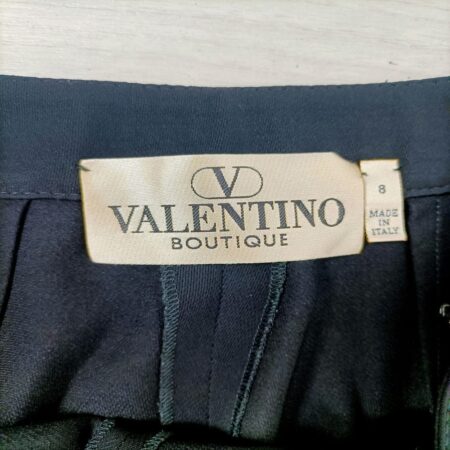 V
VALENTINO
BOUTIQUE
8
MADE
IN
ITALY